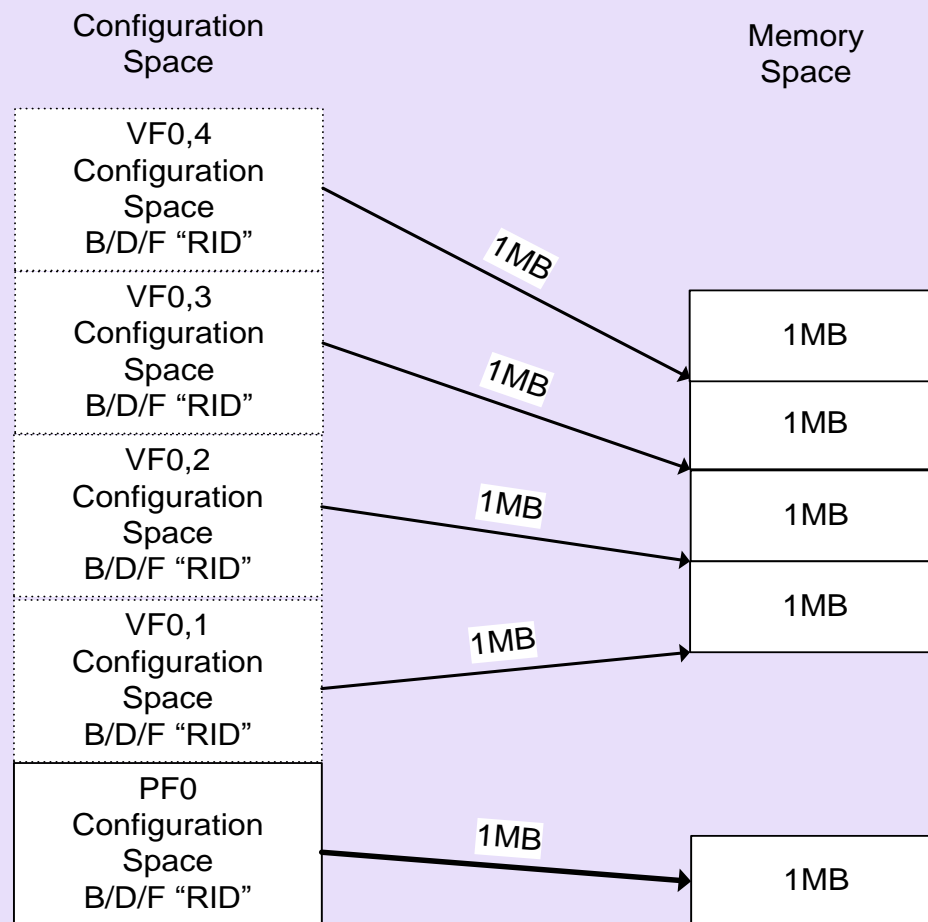 Configuration
Space
Memory
Space
VF0,4
Configuration
Space
B/D/F “RID”
1MB
VF0,3
Configuration
Space
B/D/F “RID”
1MB
1MB
1MB
VF0,2
Configuration
Space
B/D/F “RID”
1MB
1MB
VF0,1
Configuration
Space
B/D/F “RID”
1MB
1MB
PF0
Configuration
Space
B/D/F “RID”
1MB
1MB